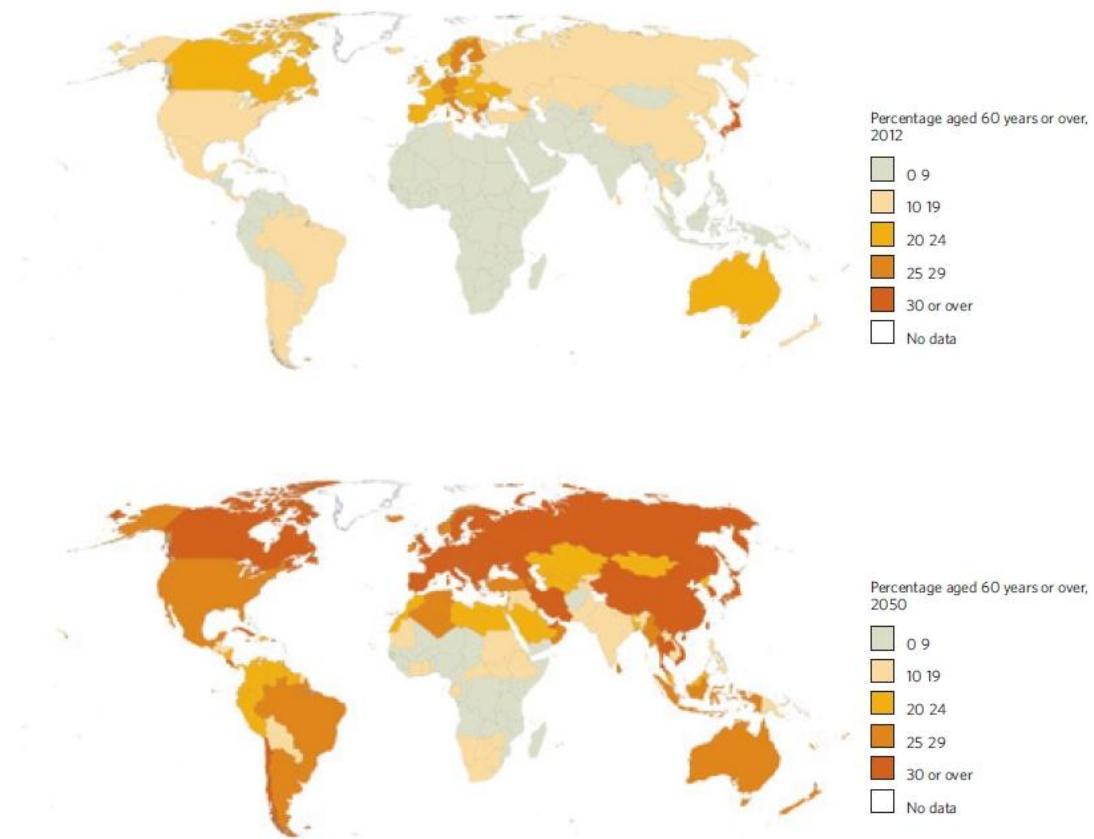 Percentage aged 60 years or over,
2012
0 9
10 19
20 24
25 29
30 or over
No data
Percentage aged 60 years or over,
2050
0 9
10 19
20 24
25 29
30 or over
No data